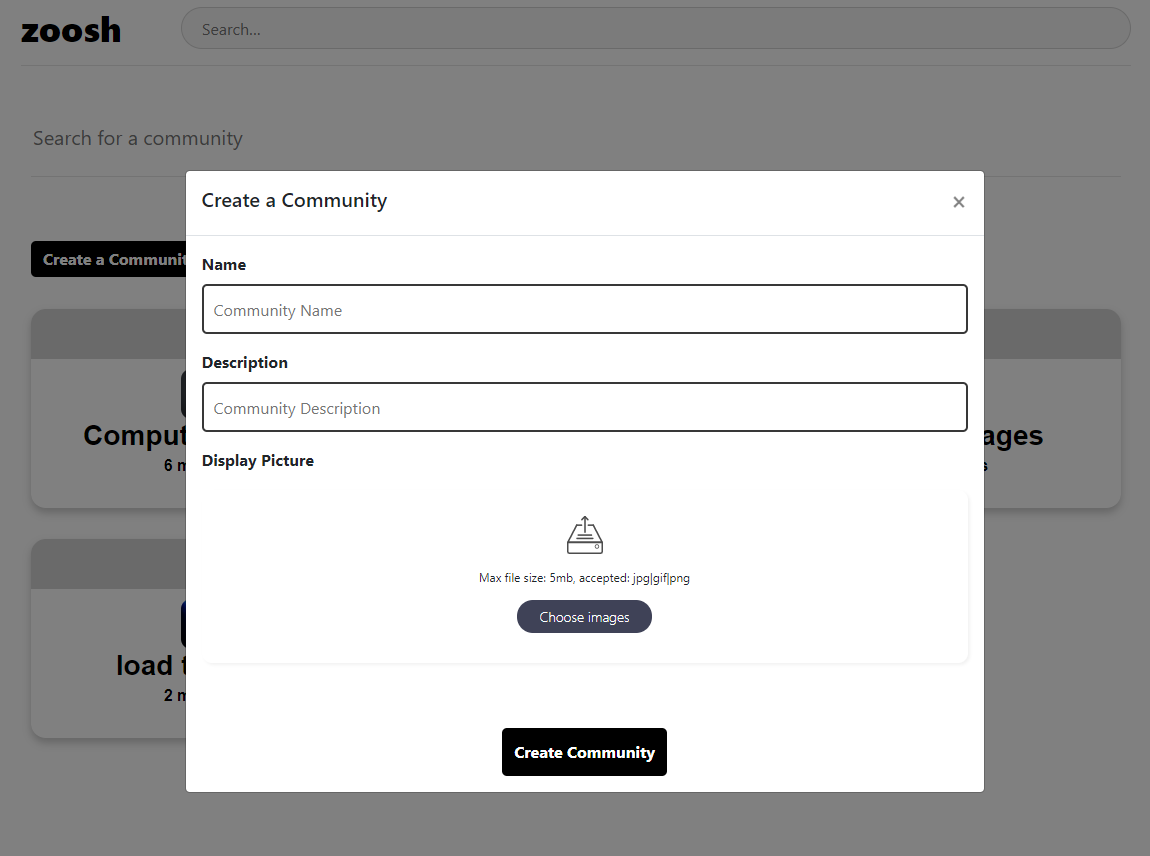 zoosh
Search...
Search for a community
Create a Community
×
Create a Communit
Name
Community Name
Description
Community Description
Display Picture
Comput
ages
6 m
s
Max file size: 5mb, accepted: jpg|gif|png
Choose images
load t
2 m
Create Community